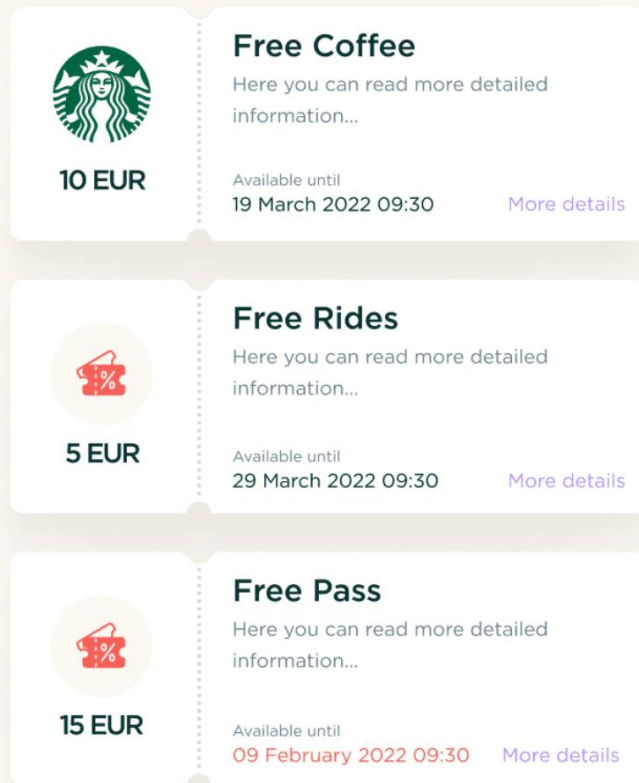 Free Coffee
Here you can read more detailed
information...
10 EUR
Available until
19 March 2022 09:30
More details
Free Rides
Here you can read more detailed
information...
%
5 EUR
Available until
29 March 2022 09:30
More details
Free Pass
Here you can read more detailed
information...
%
15 EUR
Available until
09 February 2022 09:30
More details